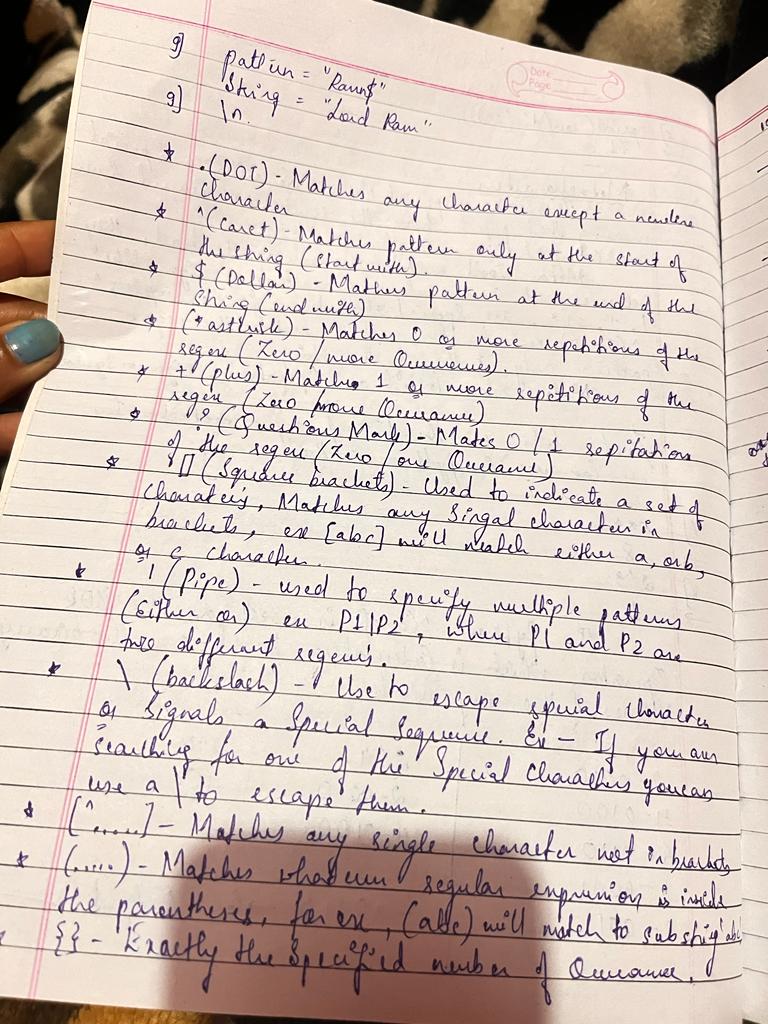 g]   pattern = "Ram$"
String = "Lord Ram"
g]   \n.
Date
Page
* .(DOT) - Matches any character except a newline
character
* ^(Caret) - Matches pattern only at the start of
the string (Start with).
* $ (Dollar) - Mathes pattern at the end of the
string (end with)
* (*astrisk) - Matches 0 or more repetitions of the
regex (Zero / more Occurences).
* + (plus) - Matches 1 or more repetitions of the
regex (Zero / more Occurance)
* ? (Questions Mark) - Mates 0 / 1 repitation
of the regex (Zero / one Occurance)
* [] (Square brackets) - Used to indicate a set of
Charaters, Matches any Singal character in
brackets, ex [abc] will match either a, or b,
or c character.
* | (Pipe) - used to specify multiple patterns
(Either or) ex P1|P2, when P1 and P2 are
two different regex's.
* \ (backslash) - Use to escape special character
or Signals a Special Sequence. Ex - If you are
searching for one of the Special Characters you can
use a \ to escape them.
* [^......] - Matches any single character not in brackets
* (.....) - Matches whatever regular expression is inside
the parentheses, for ex, (abc) will match to substring 'abc
* {} - Exactly the specified number of Occurance.